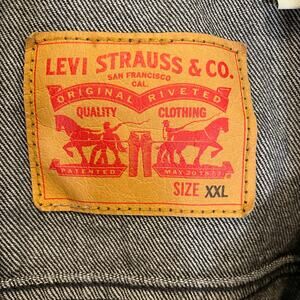 LEVI STRAUSS & CO.
SAN FRANCISCO
CAL.
ORIGINAL RIVETED
QUALITY CLOTHING
PATENTED MAY 20 1873
SIZE XXL